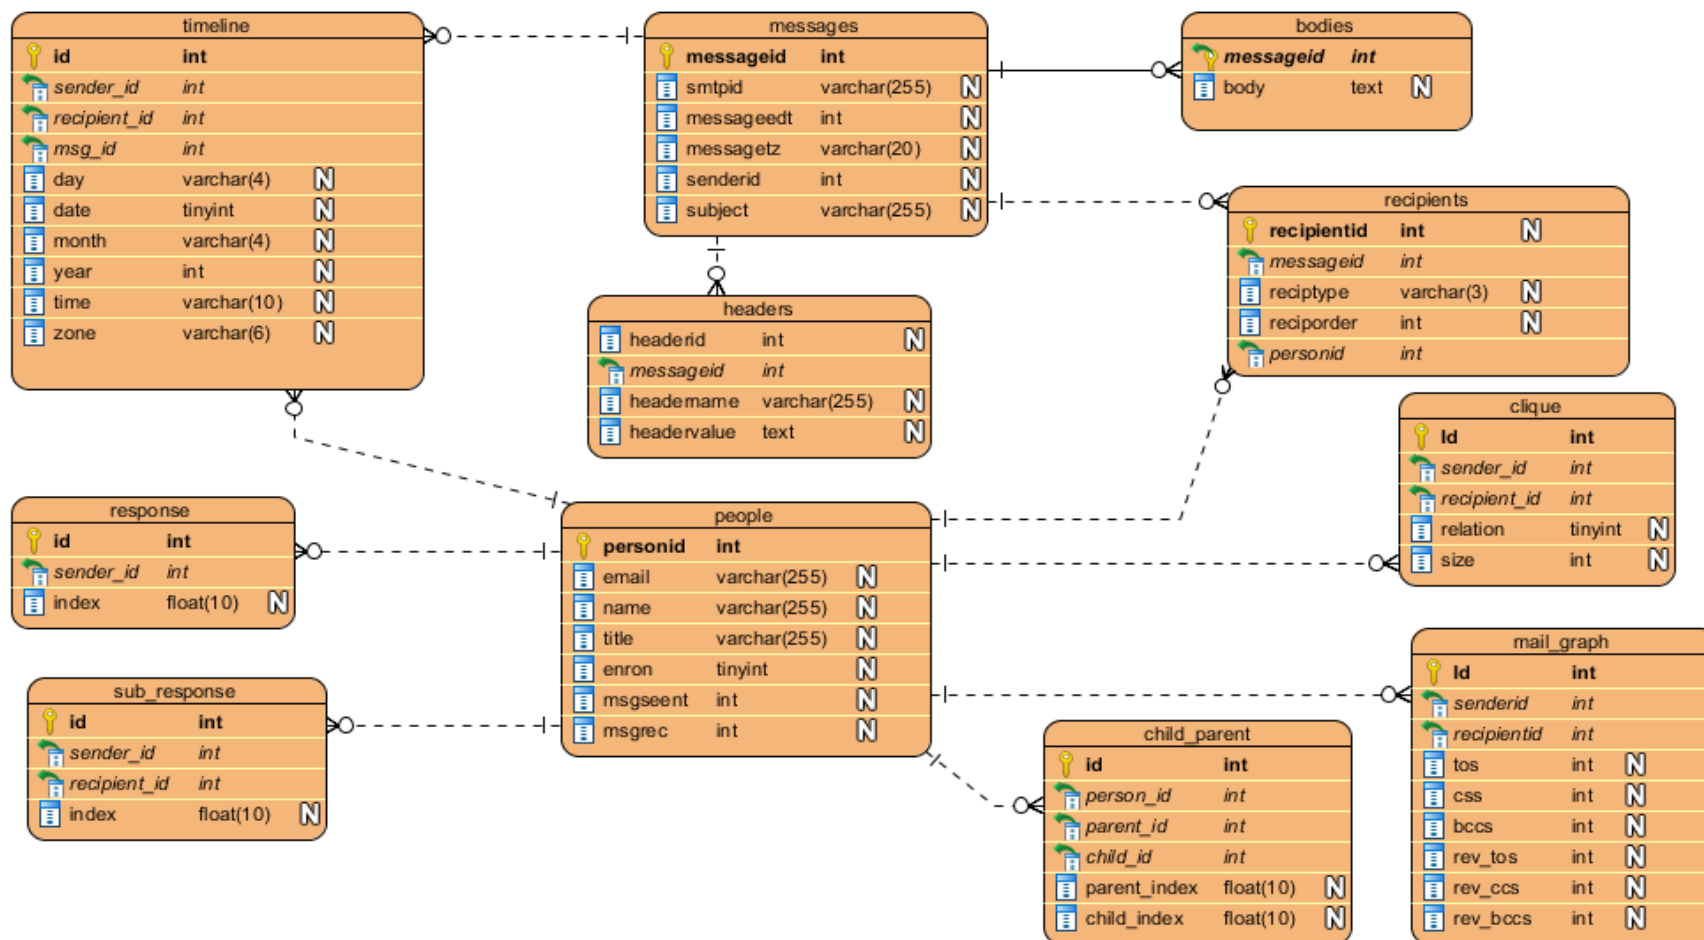 timeline
id int
sender_id int
recipient_id int
msg_id int
day varchar(4) N
date tinyint N
month varchar(4) N
year int N
time varchar(10) N
zone varchar(6) N
messages
messageid int
smtpid varchar(255) N
messageedt int N
messagetz varchar(20) N
senderid int N
subject varchar(255) N
bodies
messageid int
body text N
recipients
recipientid int N
messageid int
reciptype varchar(3) N
reciporder int N
personid int
headers
headerid int N
messageid int
headername varchar(255) N
headervalue text N
clique
Id int
sender_id int
recipient_id int
relation tinyint N
size int N
response
id int
sender_id int
index float(10) N
people
personid int
email varchar(255) N
name varchar(255) N
title varchar(255) N
enron tinyint N
msgseent int N
msgrec int N
sub_response
id int
sender_id int
recipient_id int
index float(10) N
child_parent
id int
person_id int
parent_id int
child_id int
parent_index float(10) N
child_index float(10) N
mail_graph
Id int
senderid int
recipientid int
tos int N
css int N
bccs int N
rev_tos int N
rev_ccs int N
rev_bccs int N